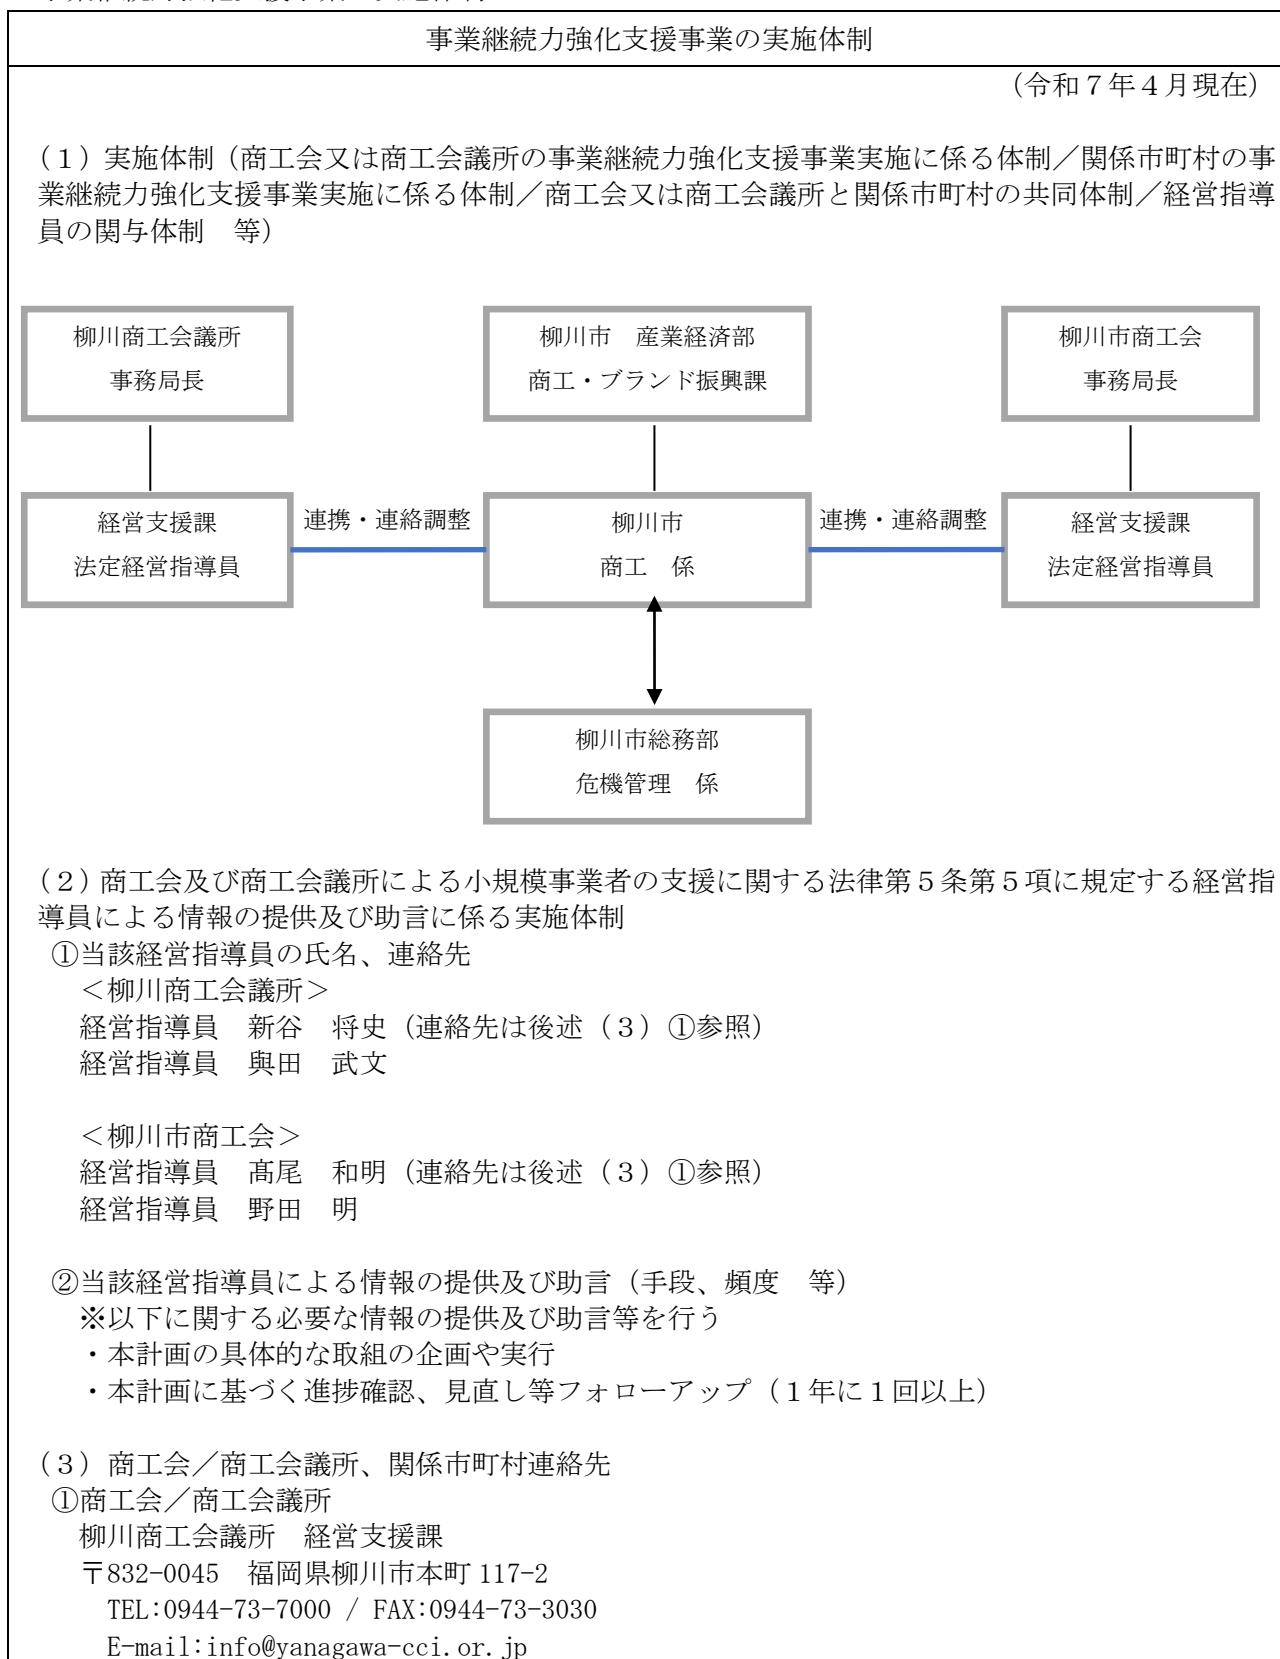 事業継続力強化支援事業の実施体制
（令和７年４月現在）
（１）実施体制（商工会又は商工会議所の事業継続力強化支援事業実施に係る体制／関係市町村の事
業継続力強化支援事業実施に係る体制／商工会又は商工会議所と関係市町村の共同体制／経営指導
員の関与体制　等）
柳川商工会議所
事務局長
柳川市　産業経済部
商工・ブランド振興課
柳川市商工会
事務局長
経営支援課
法定経営指導員
連携・連絡調整
柳川市
商工　係
連携・連絡調整
経営支援課
法定経営指導員
柳川市総務部
危機管理　係
（２）商工会及び商工会議所による小規模事業者の支援に関する法律第５条第５項に規定する経営指
導員による情報の提供及び助言に係る実施体制
①当該経営指導員の氏名、連絡先
＜柳川商工会議所＞
経営指導員　新谷　将史（連絡先は後述（３）①参照）
経営指導員　與田　武文
＜柳川市商工会＞
経営指導員　髙尾　和明（連絡先は後述（３）①参照）
経営指導員　野田　明
②当該経営指導員による情報の提供及び助言（手段、頻度　等）
※以下に関する必要な情報の提供及び助言等を行う
・本計画の具体的な取組の企画や実行
・本計画に基づく進捗確認、見直し等フォローアップ（１年に１回以上）
（３）商工会／商工会議所、関係市町村連絡先
①商工会／商工会議所
柳川商工会議所　経営支援課
〒832-0045　福岡県柳川市本町 117-2
TEL:0944-73-7000 / FAX:0944-73-3030
E-mail:info@yanagawa-cci.or.jp